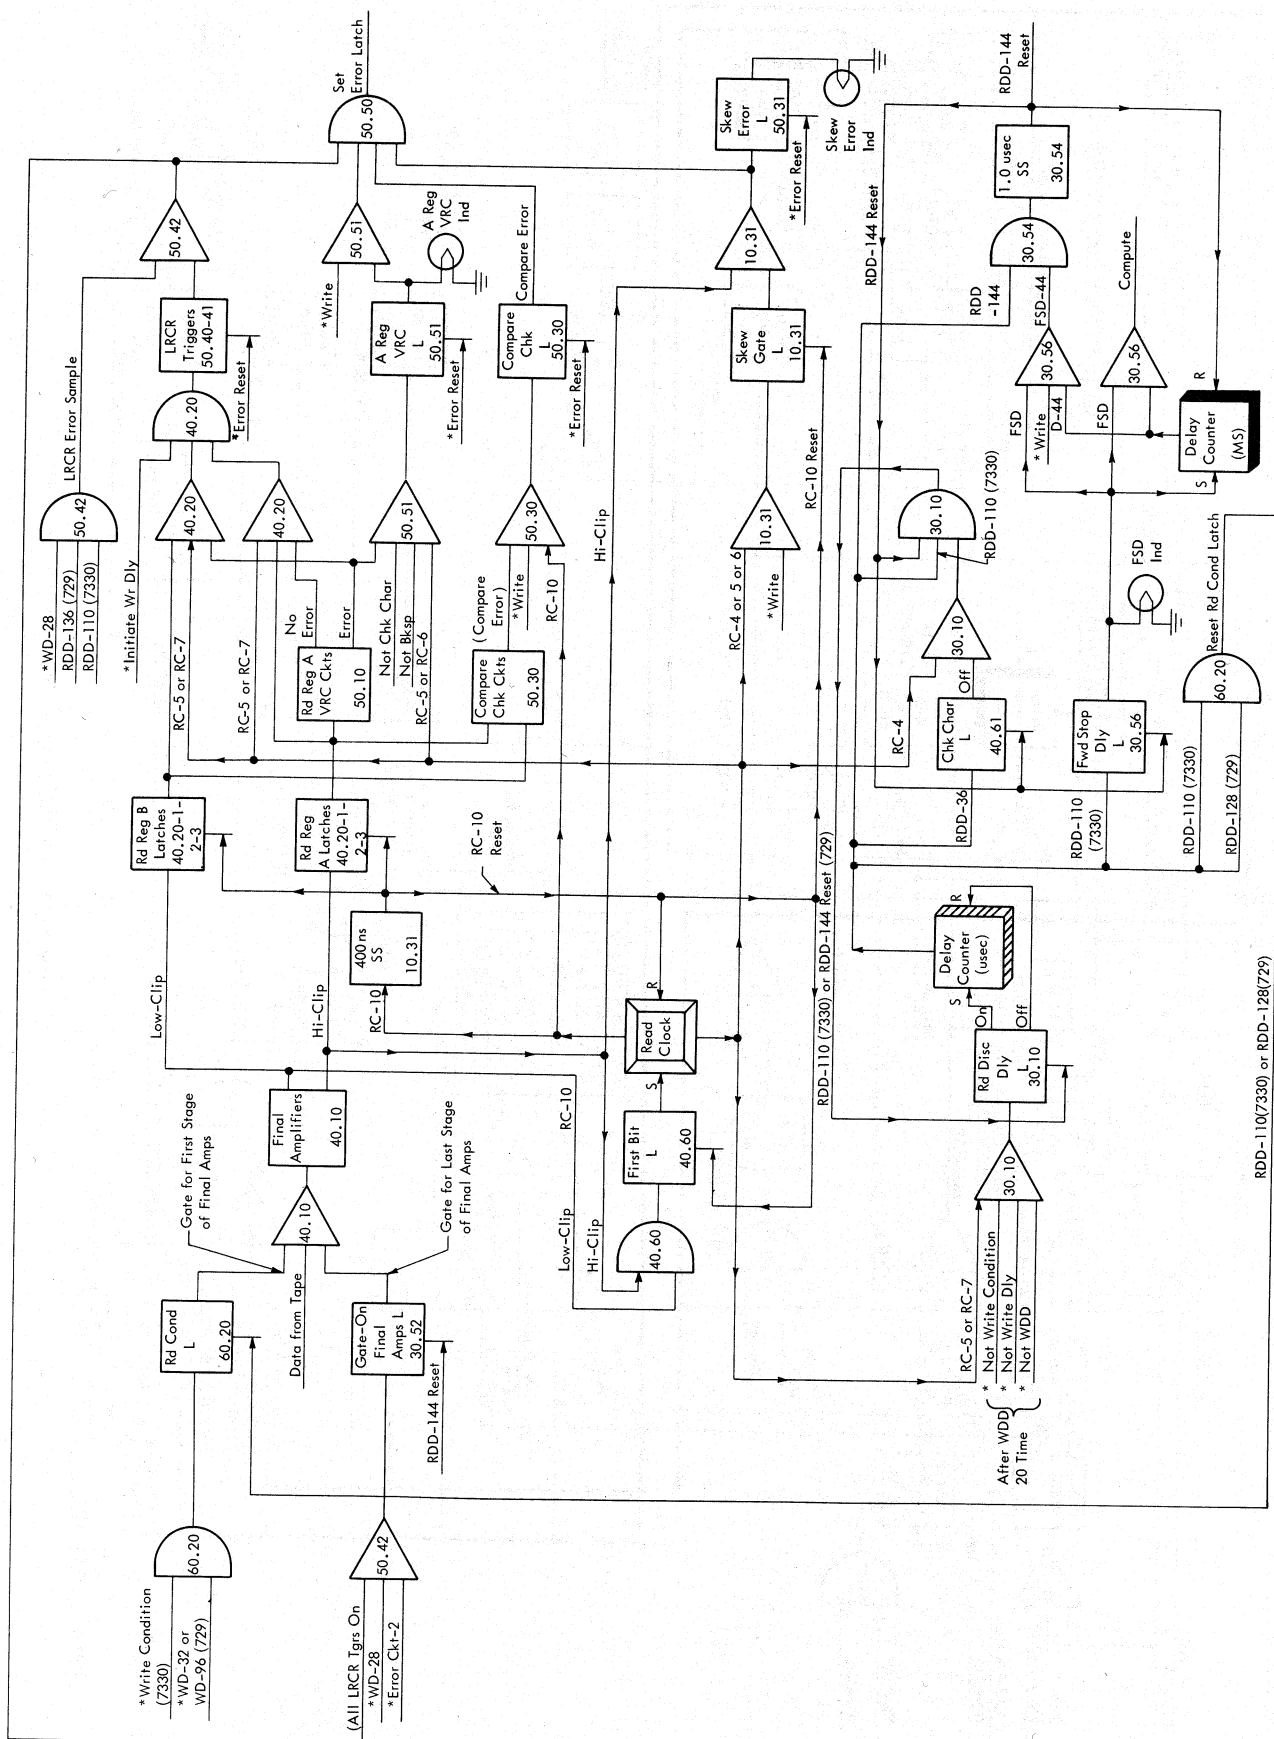 *Write Condition
(7330)
*WD-32 or
WD-96 (729)
60.20
(All LRCR Tgrs On
*WD-28
*Error Ckt-2
50.42
Rd Cond
L
60.20
Data from Tape
Gate-On
Final
Amps L
30.52
RDD-144 Reset
Gate for First Stage
of Final Amps
40.10
Gate for Last Stage
of Final Amps
Final
Amplifiers
40.10
Low-Clip
Hi-Clip
RC-10
400ns
SS
10.31
RC-10
Reset
Rd Reg B
Latches
40.20-1-
2-3
Rd Reg
A Latches
40.20-1-
2-3
*WD-28
RDD-136 (729)
RDD-110 (7330)
50.42
LRCR Error Sample
*Initiate Wr Dly
RC-5 or RC-7
40.20
RC-5 or RC-7
40.20
No
Error
Error
Rd Reg A
VRC Ckts
50.10
Not Chk Char
Not Bksp
RC-5 or RC-6
50.51
Compare
Chk Ckts
50.30
(Compare
Error)
*Write
RC-10
50.30
40.20
LRCR
Triggers
50.40-41
*Error Reset
50.42
A Reg
VRC
L
50.51
*Error Reset
*Write
50.51
A Reg
VRC
Ind
Compare
Chk
L
50.30
*Error Reset
Compare Error
50.50
Set
Error Latch
Low-Clip
Hi-Clip
RC-10
40.60
First Bit
L
40.60
S
Read
Clock
R
Hi-Clip
RC-4 or 5 or 6
*Write
10.31
RC-10 Reset
Skew
Gate
L
10.31
10.31
Skew
Error
L
50.31
*Error Reset
Skew
Error
Ind
RDD-110 (7330) or RDD-144 Reset (729)
RC-5 or RC-7
* Not Write Condition
* Not Write Dly
* Not WDD
After WDD
20 Time
30.10
Rd Disc
Dly
L
30.10
On
Off
S
R
Delay
Counter
(usec)
RC-4
RDD-36
Chk Char
L
40.61
Off
30.10
30.10
RDD-110 (7330)
RDD-144 Reset
RDD-110
(7330)
Fwd Stop
Dly
L
30.56
FSD
Ind
RDD-110 (7330)
RDD-128 (729)
60.20
Reset Rd Cond Latch
FSD
* Write
D-44
30.56
FSD
30.56
S
R
Delay
Counter
(MS)
RDD
-144
FSD-44
30.54
1.0 usec
SS
30.54
Compute
RDD-144
Reset
RDD-110(7330) or RDD-128(729)